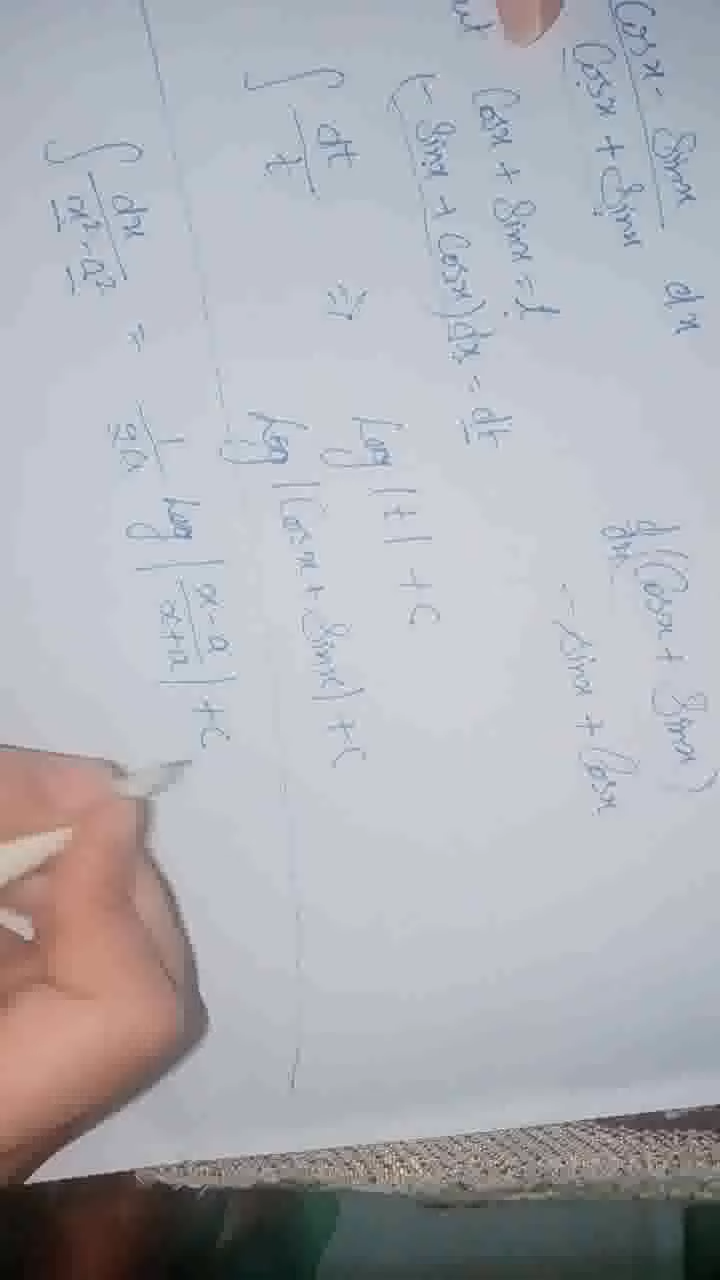 Cosx - Sinx / Cosx + Sinx dx
d/dx (Cosx + Sinx)
- Sinx + Cosx
Cosx + Sinx = t
(- Sinx + Cosx) dx = dt
∫ dt/t ⇒ Log |t| + c
Log |Cosx + Sinx| + c
∫ dx / x² - a² = 1/2a Log | x-a / x+a | + c